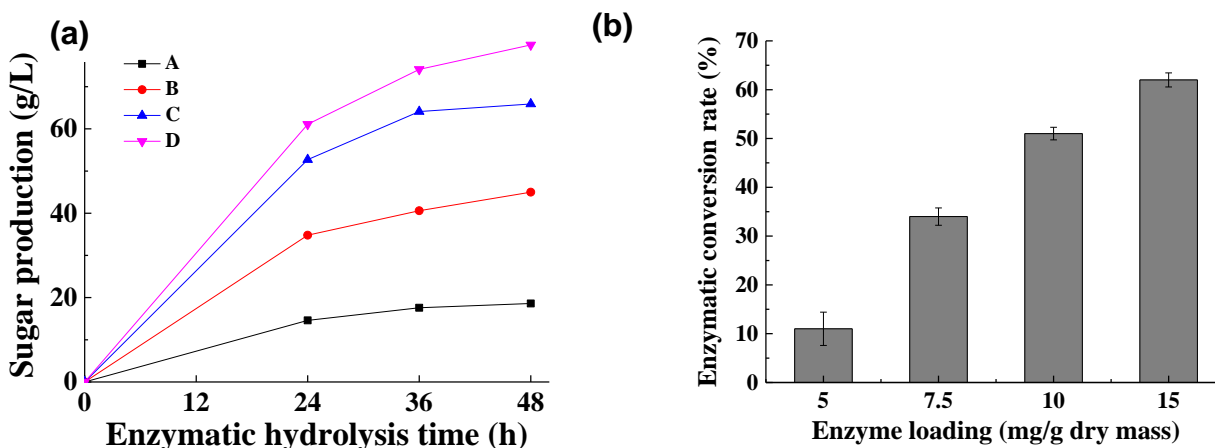 (a)
A
B
C
D
Sugar production (g/L)
60
40
20
0
0 12 24 36 48
Enzymatic hydrolysis time (h)
(b)
Enzymatic conversion rate (%)
70
60
50
40
30
20
10
0
5 7.5 10 15
Enzyme loading (mg/g dry mass)